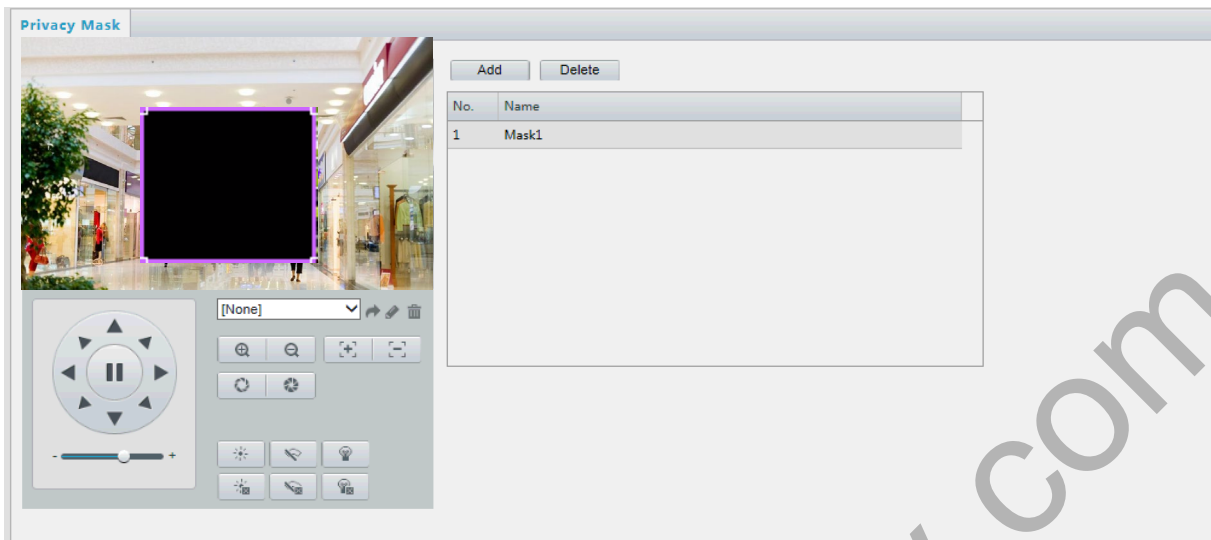 Privacy Mask
Add Delete
No. Name
1 Mask1
[None]
- +
com